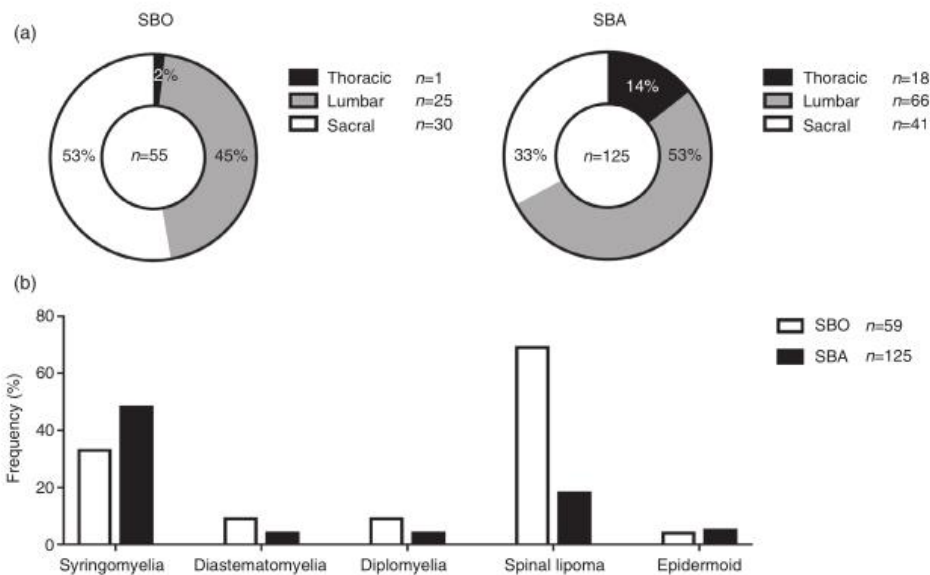 (a)
SBO
2%
45%
53%
n=55
Thoracic n=1
Lumbar n=25
Sacral n=30
SBA
14%
53%
33%
n=125
Thoracic n=18
Lumbar n=66
Sacral n=41
(b)
Frequency (%)
80
60
40
20
0
Syringomyelia
Diastematomyelia
Diplomyelia
Spinal lipoma
Epidermoid
SBO n=59
SBA n=125